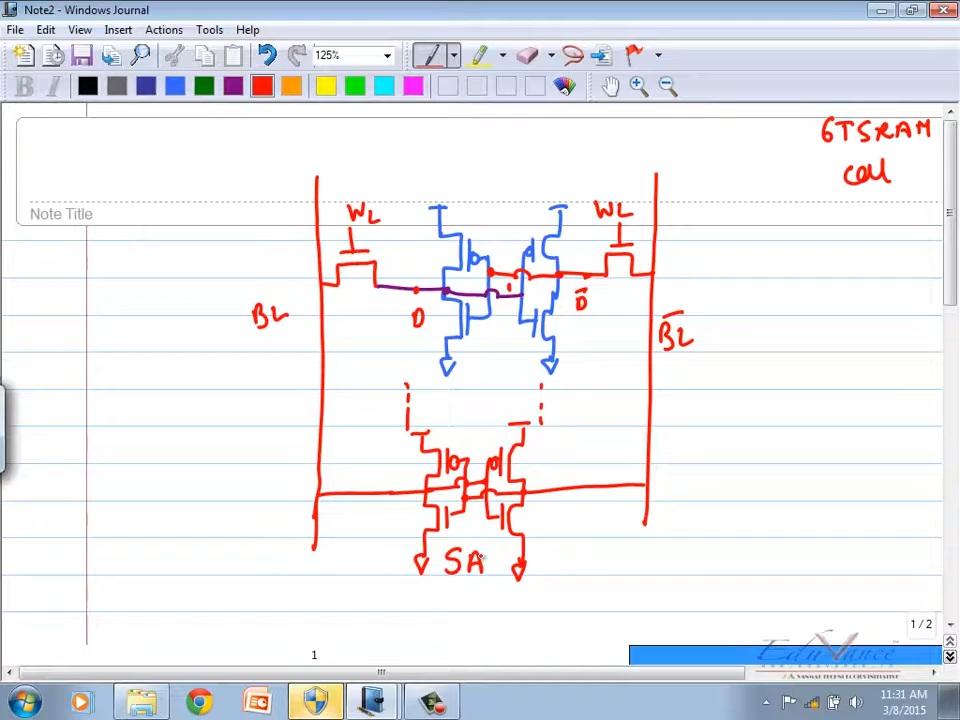 Note2 - Windows Journal
File Edit View Insert Actions Tools Help
125%
B I
6TSRAM
Cell
Note Title
WL WL
D D̅
BL B̅L̅
SA
1/2
1
EduVance
11:31 AM
3/8/2015